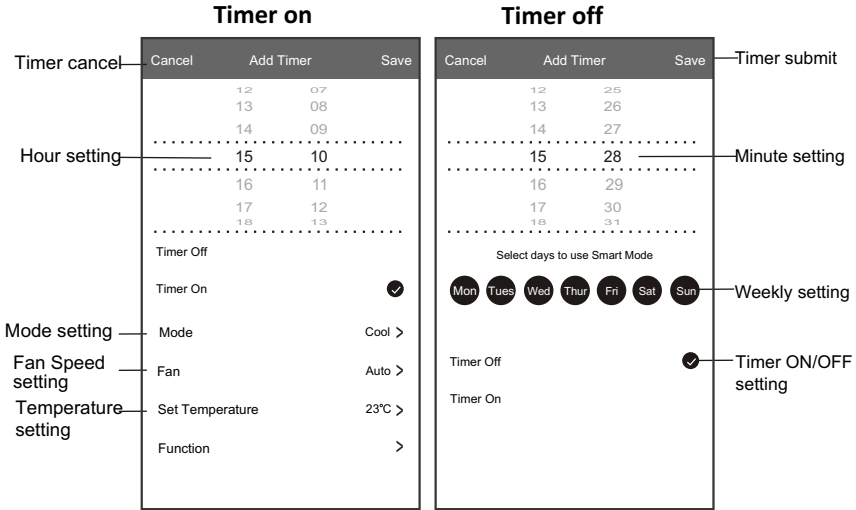 Timer on
Timer off
Timer cancel
Cancel Add Timer Save
12 07
13 08
14 09
Hour setting
15 10
16 11
17 12
18 13
Timer Off
Timer On
Mode setting
Mode Cool >
Fan Speed
setting
Fan Auto >
Temperature
setting
Set Temperature 23℃ >
Function >
Cancel Add Timer Save
Timer submit
12 25
13 26
14 27
15 28
Minute setting
16 29
17 30
18 31
Select days to use Smart Mode
Mon Tues Wed Thur Fri Sat Sun
Weekly setting
Timer Off
Timer ON/OFF
setting
Timer On